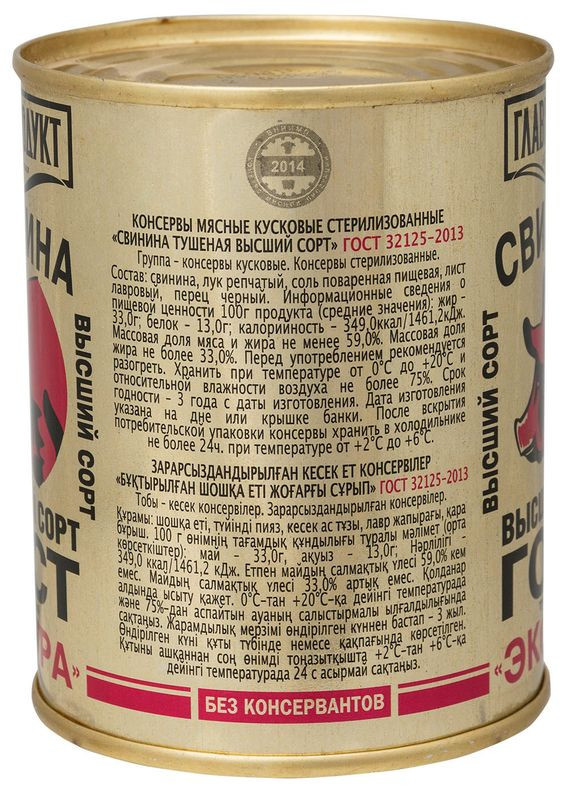 ВНИИМП
2014
КОНСЕРВЫ МЯСНЫЕ КУСКОВЫЕ СТЕРИЛИЗОВАННЫЕ
«СВИНИНА ТУШЕНАЯ ВЫСШИЙ СОРТ» ГОСТ 32125-2013
Группа - консервы кусковые. Консервы стерилизованные.
Состав: свинина, лук репчатый, соль поваренная пищевая, лист
лавровый, перец черный. Информационные сведения о
пищевой ценности 100г продукта (средние значения): жир -
33,0г; белок - 13,0г; калорийность - 349,0ккал/1461,2кДж.
Массовая доля мяса и жира не менее 59,0%. Массовая доля
жира не более 33,0%. Перед употреблением рекомендуется
разогреть. Хранить при температуре от 0°С до +20°С и
относительной влажности воздуха не более 75%. Срок
годности - 3 года с даты изготовления. Дата изготовления
указана на дне или крышке банки. После вскрытия
потребительской упаковки консервы хранить в холодильнике
не более 24ч. при температуре от +2°С до +6°С.
ЗАРАРСЫЗДАНДЫРЫЛҒАН КЕСЕК ЕТ КОНСЕРВІЛЕР
«БҰҚТЫРЫЛҒАН ШОШҚА ЕТІ ЖОҒАРҒЫ СҰРЫП» ГОСТ 32125-2013
Тобы - кесек консервілер. Зарарсыздандырылған консервілер.
Құрамы: шошқа еті, түйінді пияз, кесек ас тұзы, лавр жапырағы, қара
бұрыш. 100 г өнімнің тағамдық құндылығы туралы мәлімет (орта
көрсеткіштер): май - 33,0г, ақуыз - 13,0г; Нәрлілігі -
349,0 ккал/1461,2 кДж. Етпен майдың салмақтық үлесі 59,0% кем
емес. Майдың салмақтық үлесі 33,0% артық емес. Қолданар
алдында ысыту қажет. 0°С-тан +20°С-қа дейінгі температурада
және 75%-дан аспайтын ауаның салыстырмалы ылғалдылығында
сақтаңыз. Жарамдылық мерзімі өндірілген күннен бастап - 3 жыл.
Өндірілген күні құты түбінде немесе қақпағында көрсетілген.
Құтыны ашқаннан соң өнімді тоңазытқышта +2°С-тан +6°С-қа
дейінгі температурада 24 с асырмай сақтаңыз.
БЕЗ КОНСЕРВАНТОВ
ДУКТ
ИНА
ВЫСШИЙ СОРТ
СОРТ
СТ
РА»
ГЛАВ
СВИ
ВЫСШИЙ СОРТ
ВЫС
ГО
«ЭК